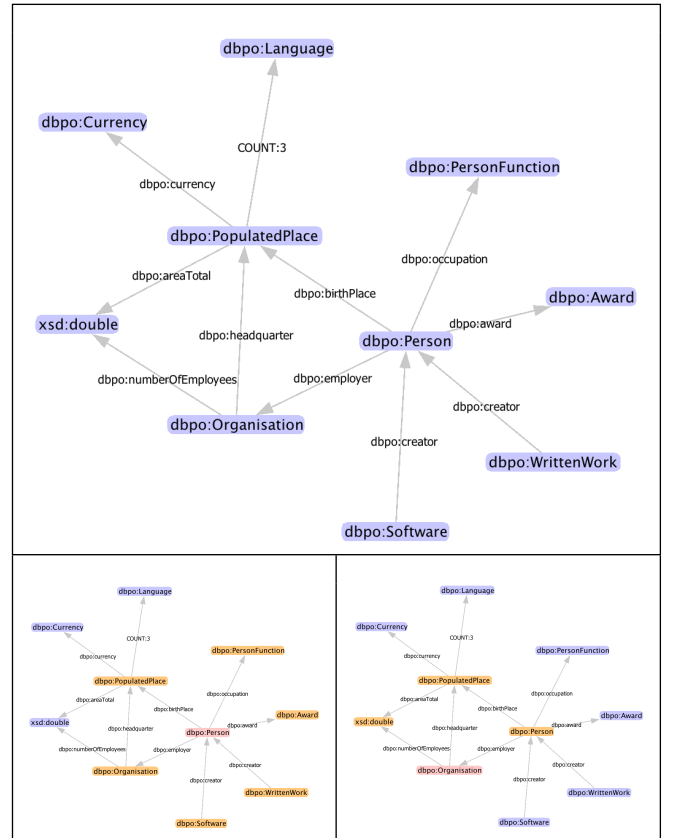 dbpo:Language
dbpo:Currency
COUNT:3
dbpo:PersonFunction
dbpo:currency
dbpo:PopulatedPlace
dbpo:occupation
dbpo:areaTotal
dbpo:birthPlace
dbpo:Award
xsd:double
dbpo:award
dbpo:headquarter
dbpo:Person
dbpo:numberOfEmployees
dbpo:employer
dbpo:creator
dbpo:Organisation
dbpo:creator
dbpo:WrittenWork
dbpo:Software
dbpo:Language
dbpo:Currency
COUNT:3
dbpo:PersonFunction
dbpo:currency
dbpo:PopulatedPlace
dbpo:occupation
dbpo:areaTotal
dbpo:birthPlace
dbpo:Award
xsd:double
dbpo:award
dbpo:headquarter
dbpo:Person
dbpo:numberOfEmployees
dbpo:employer
dbpo:creator
dbpo:Organisation
dbpo:creator
dbpo:WrittenWork
dbpo:Software
dbpo:Language
dbpo:Currency
COUNT:3
dbpo:PersonFunction
dbpo:currency
dbpo:PopulatedPlace
dbpo:occupation
dbpo:areaTotal
dbpo:birthPlace
dbpo:Award
xsd:double
dbpo:award
dbpo:headquarter
dbpo:Person
dbpo:numberOfEmployees
dbpo:employer
dbpo:creator
dbpo:Organisation
dbpo:creator
dbpo:WrittenWork
dbpo:Software